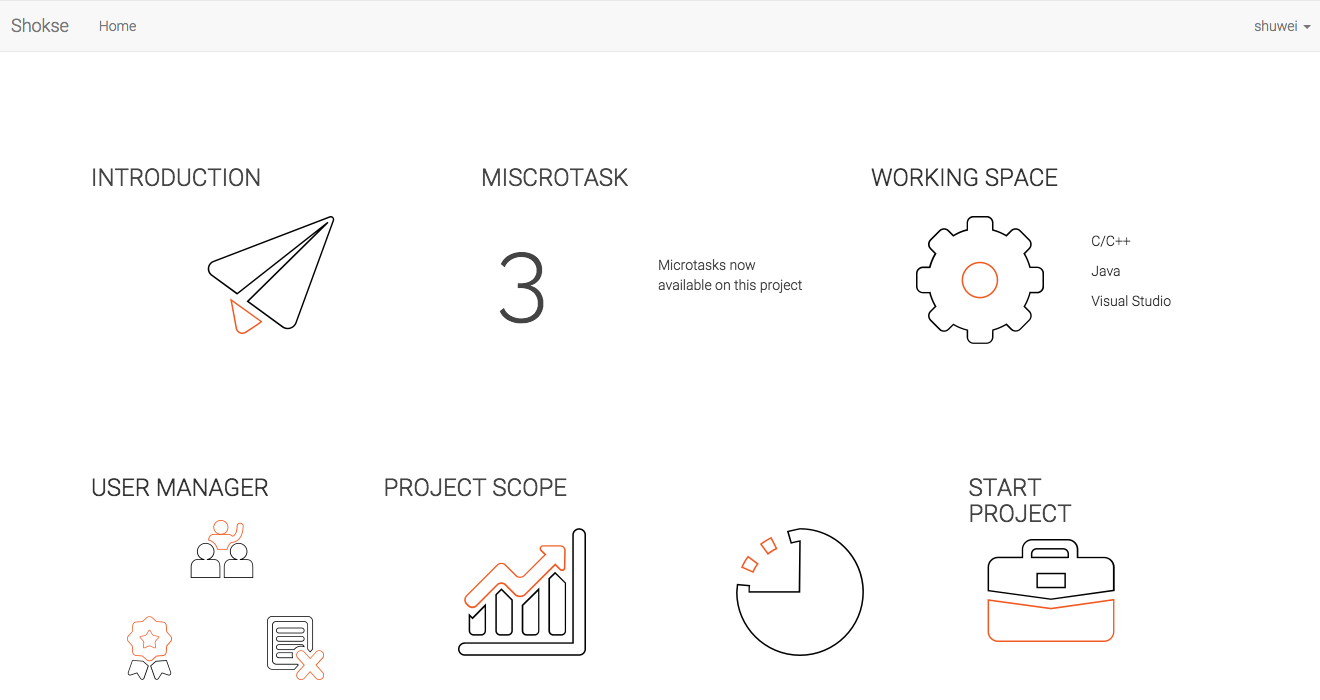 Shokse
Home
shuwei
INTRODUCTION
MISCROTASK
3
Microtasks now
available on this project
WORKING SPACE
C/C++
Java
Visual Studio
USER MANAGER
PROJECT SCOPE
START
PROJECT